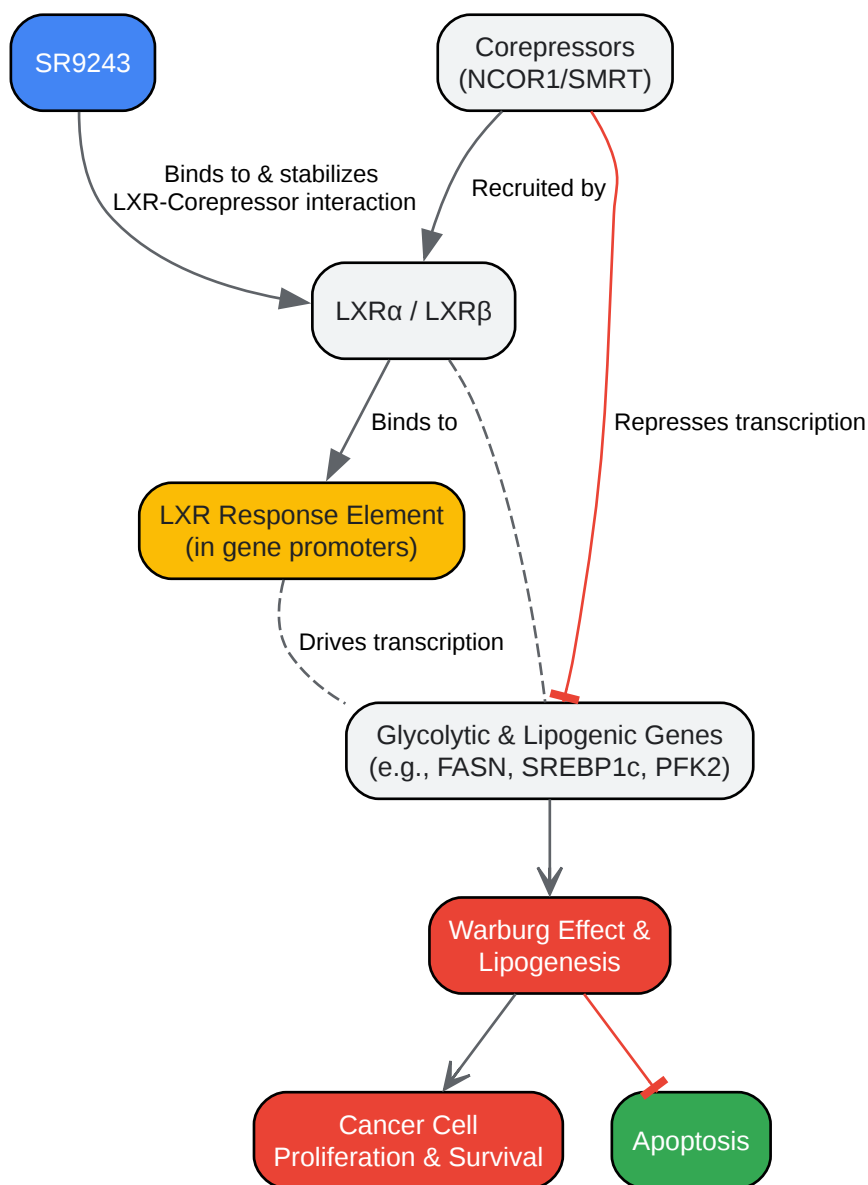 SR9243
Corepressors
(NCOR1/SMRT)
Binds to & stabilizes
LXR-Corepressor interaction
Recruited by
LXRα / LXRβ
Binds to
Represses transcription
LXR Response Element
(in gene promoters)
Drives transcription
Glycolytic & Lipogenic Genes
(e.g., FASN, SREBP1c, PFK2)
Warburg Effect &
Lipogenesis
Cancer Cell
Proliferation & Survival
Apoptosis